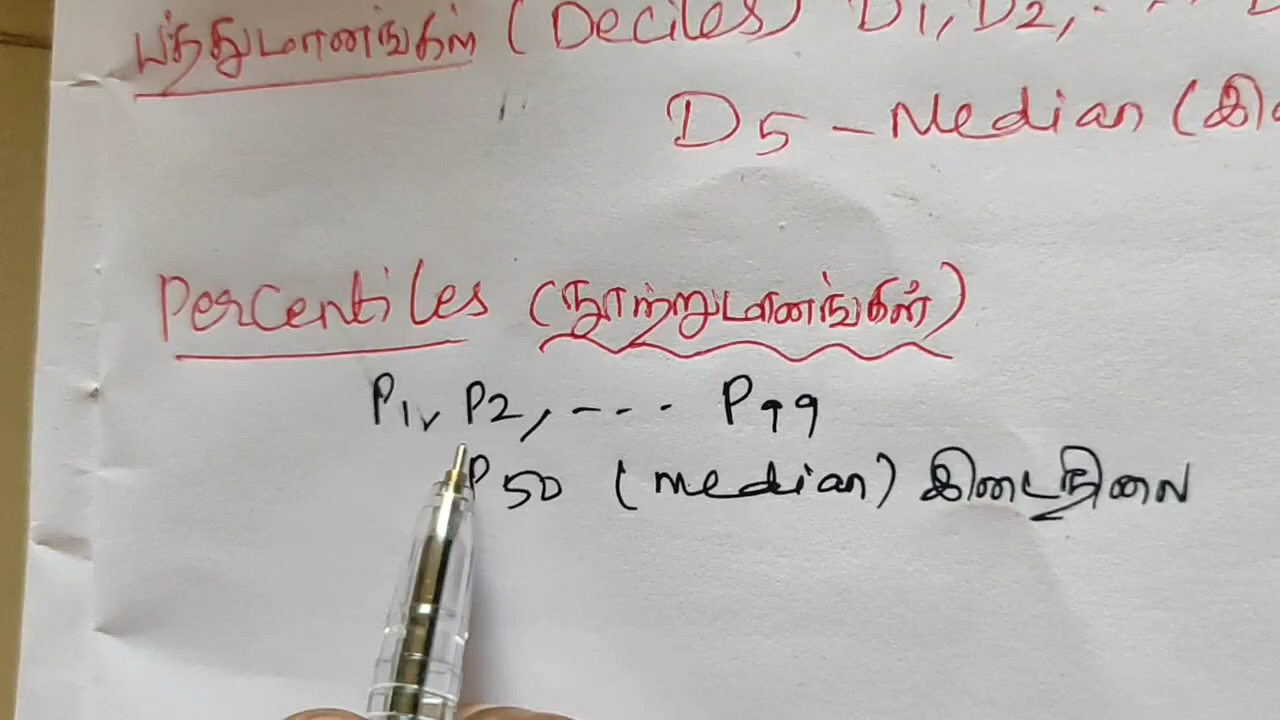 பத்துமானங்கள் (Deciles) D1, D2, . ...
D5 - Median (இ
Percentiles (நூற்றுமானங்கள்)
P1, P2, ---- P99
P50 (median) இடைநிலை